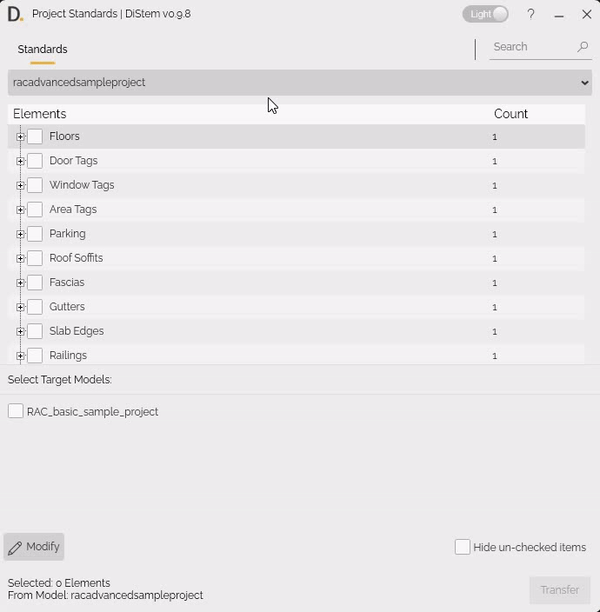 D. Project Standards | DiStem v0.9.8 Light ?
Standards Search
racadvancedsampleproject
Elements Count
Floors 1
Door Tags 1
Window Tags 1
Area Tags 1
Parking 1
Roof Soffits 1
Fascias 1
Gutters 1
Slab Edges 1
Railings 1
Select Target Models:
RAC_basic_sample_project
Modify Hide un-checked items
Selected: 0 Elements
From Model: racadvancedsampleproject
Transfer